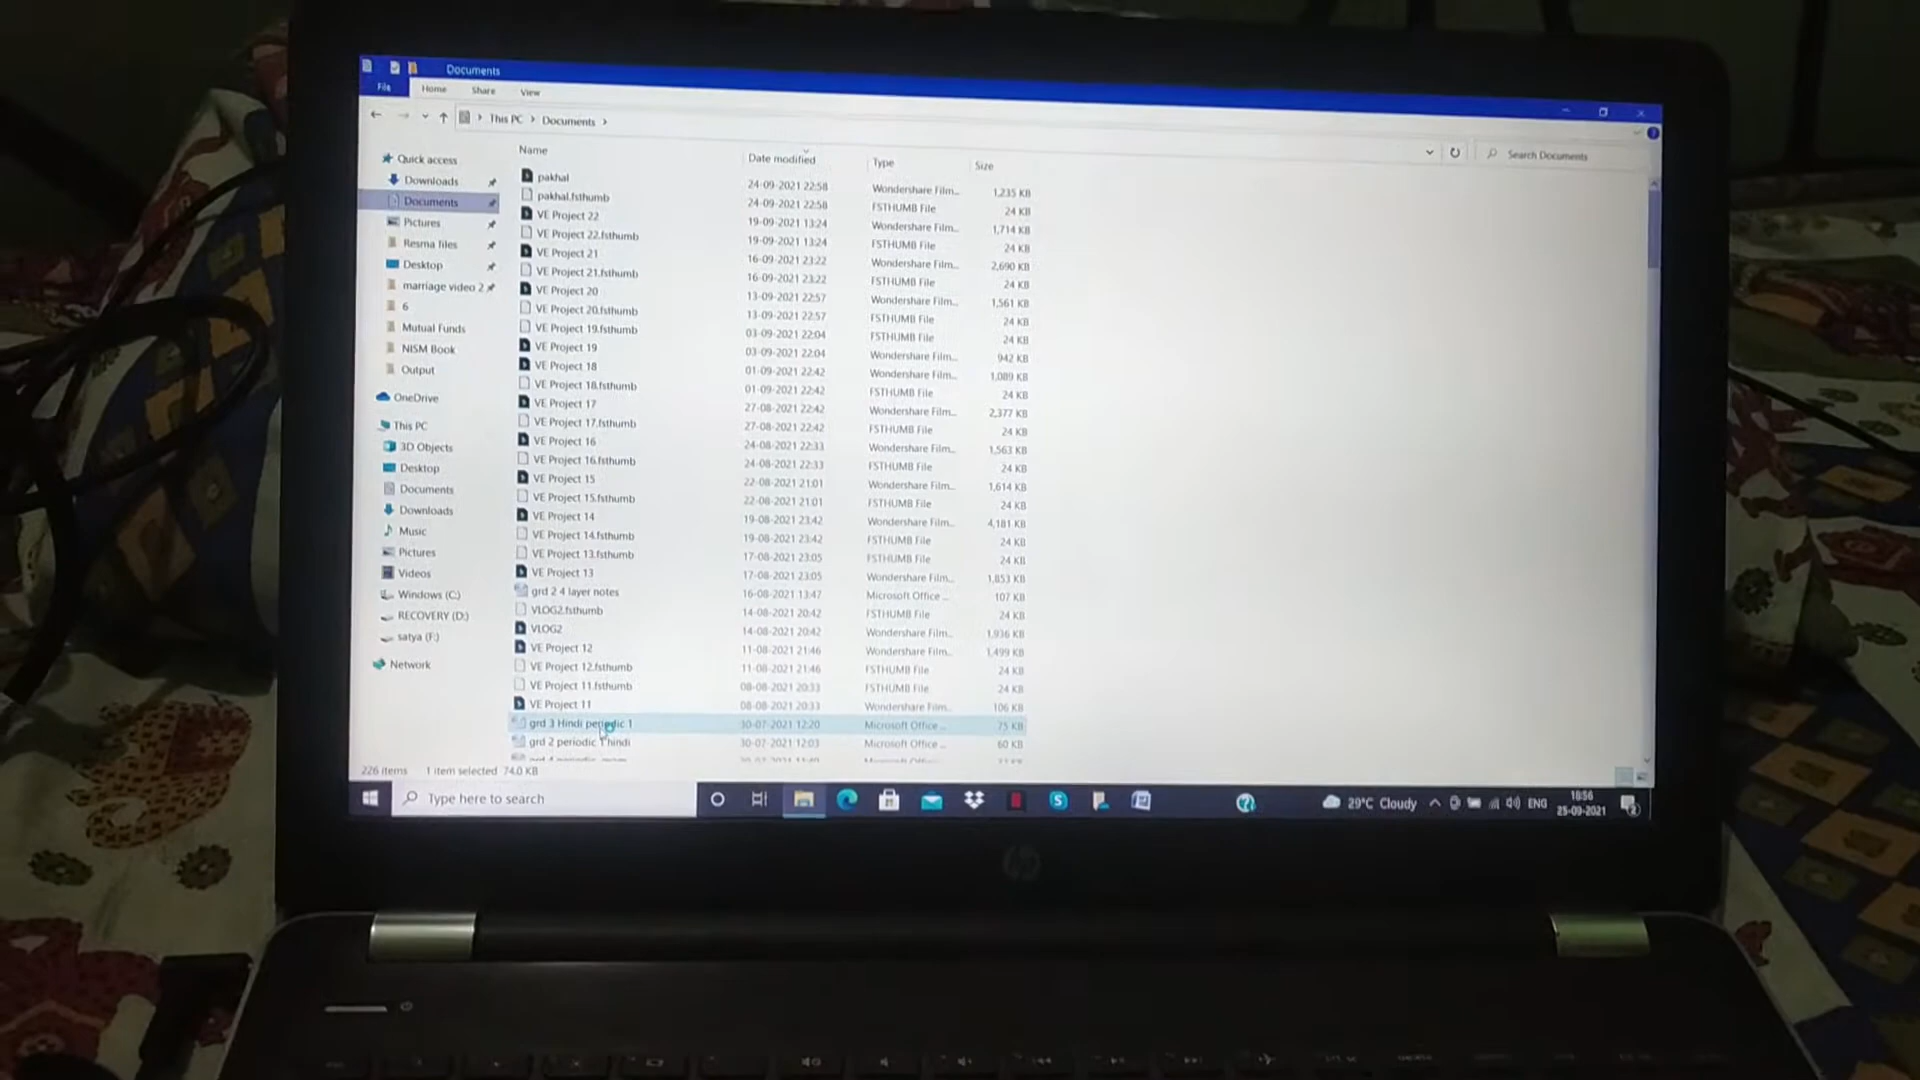 Documents
File Home Share View
This PC > Documents >
Search Documents
Name Date modified Type Size
Quick access
Downloads
Documents
Pictures
Resma files
Desktop
marriage video 2
6
Mutual Funds
NISM Book
Output
OneDrive
This PC
3D Objects
Desktop
Documents
Downloads
Music
Pictures
Videos
Windows (C:)
RECOVERY (D:)
satya (F:)
Network
pakhal 24-09-2021 22:58 Wondershare Film... 1,235 KB
pakhal.fsthumb 24-09-2021 22:58 FSTHUMB File 24 KB
VE Project 22 19-09-2021 13:24 Wondershare Film... 1,714 KB
VE Project 22.fsthumb 19-09-2021 13:24 FSTHUMB File 24 KB
VE Project 21 16-09-2021 23:22 Wondershare Film... 2,690 KB
VE Project 21.fsthumb 16-09-2021 23:22 FSTHUMB File 24 KB
VE Project 20 13-09-2021 22:57 Wondershare Film... 1,561 KB
VE Project 20.fsthumb 13-09-2021 22:57 FSTHUMB File 24 KB
VE Project 19.fsthumb 03-09-2021 22:04 FSTHUMB File 24 KB
VE Project 19 03-09-2021 22:04 Wondershare Film... 942 KB
VE Project 18 01-09-2021 22:42 Wondershare Film... 1,089 KB
VE Project 18.fsthumb 01-09-2021 22:42 FSTHUMB File 24 KB
VE Project 17 27-08-2021 22:42 Wondershare Film... 2,377 KB
VE Project 17.fsthumb 27-08-2021 22:42 FSTHUMB File 24 KB
VE Project 16 24-08-2021 22:33 Wondershare Film... 1,563 KB
VE Project 16.fsthumb 24-08-2021 22:33 FSTHUMB File 24 KB
VE Project 15 22-08-2021 21:01 Wondershare Film... 1,614 KB
VE Project 15.fsthumb 22-08-2021 21:01 FSTHUMB File 24 KB
VE Project 14 19-08-2021 23:42 Wondershare Film... 4,181 KB
VE Project 14.fsthumb 19-08-2021 23:42 FSTHUMB File 24 KB
VE Project 13.fsthumb 17-08-2021 23:05 FSTHUMB File 24 KB
VE Project 13 17-08-2021 23:05 Wondershare Film... 1,853 KB
grd 2 4 layer notes 16-08-2021 13:47 Microsoft Office ... 107 KB
VLOG2.fsthumb 14-08-2021 20:42 FSTHUMB File 24 KB
VLOG2 14-08-2021 20:42 Wondershare Film... 1,936 KB
VE Project 12 11-08-2021 21:46 Wondershare Film... 1,499 KB
VE Project 12.fsthumb 11-08-2021 21:46 FSTHUMB File 24 KB
VE Project 11.fsthumb 08-08-2021 20:33 FSTHUMB File 24 KB
VE Project 11 08-08-2021 20:33 Wondershare Film... 106 KB
grd 3 Hindi periodic 1 30-07-2021 12:20 Microsoft Office ... 75 KB
grd 2 periodic 1 hindi 30-07-2021 12:03 Microsoft Office ... 60 KB
226 items 1 item selected 74.0 KB
Type here to search
29°C Cloudy
ENG
18:56
25-09-2021
2
hp